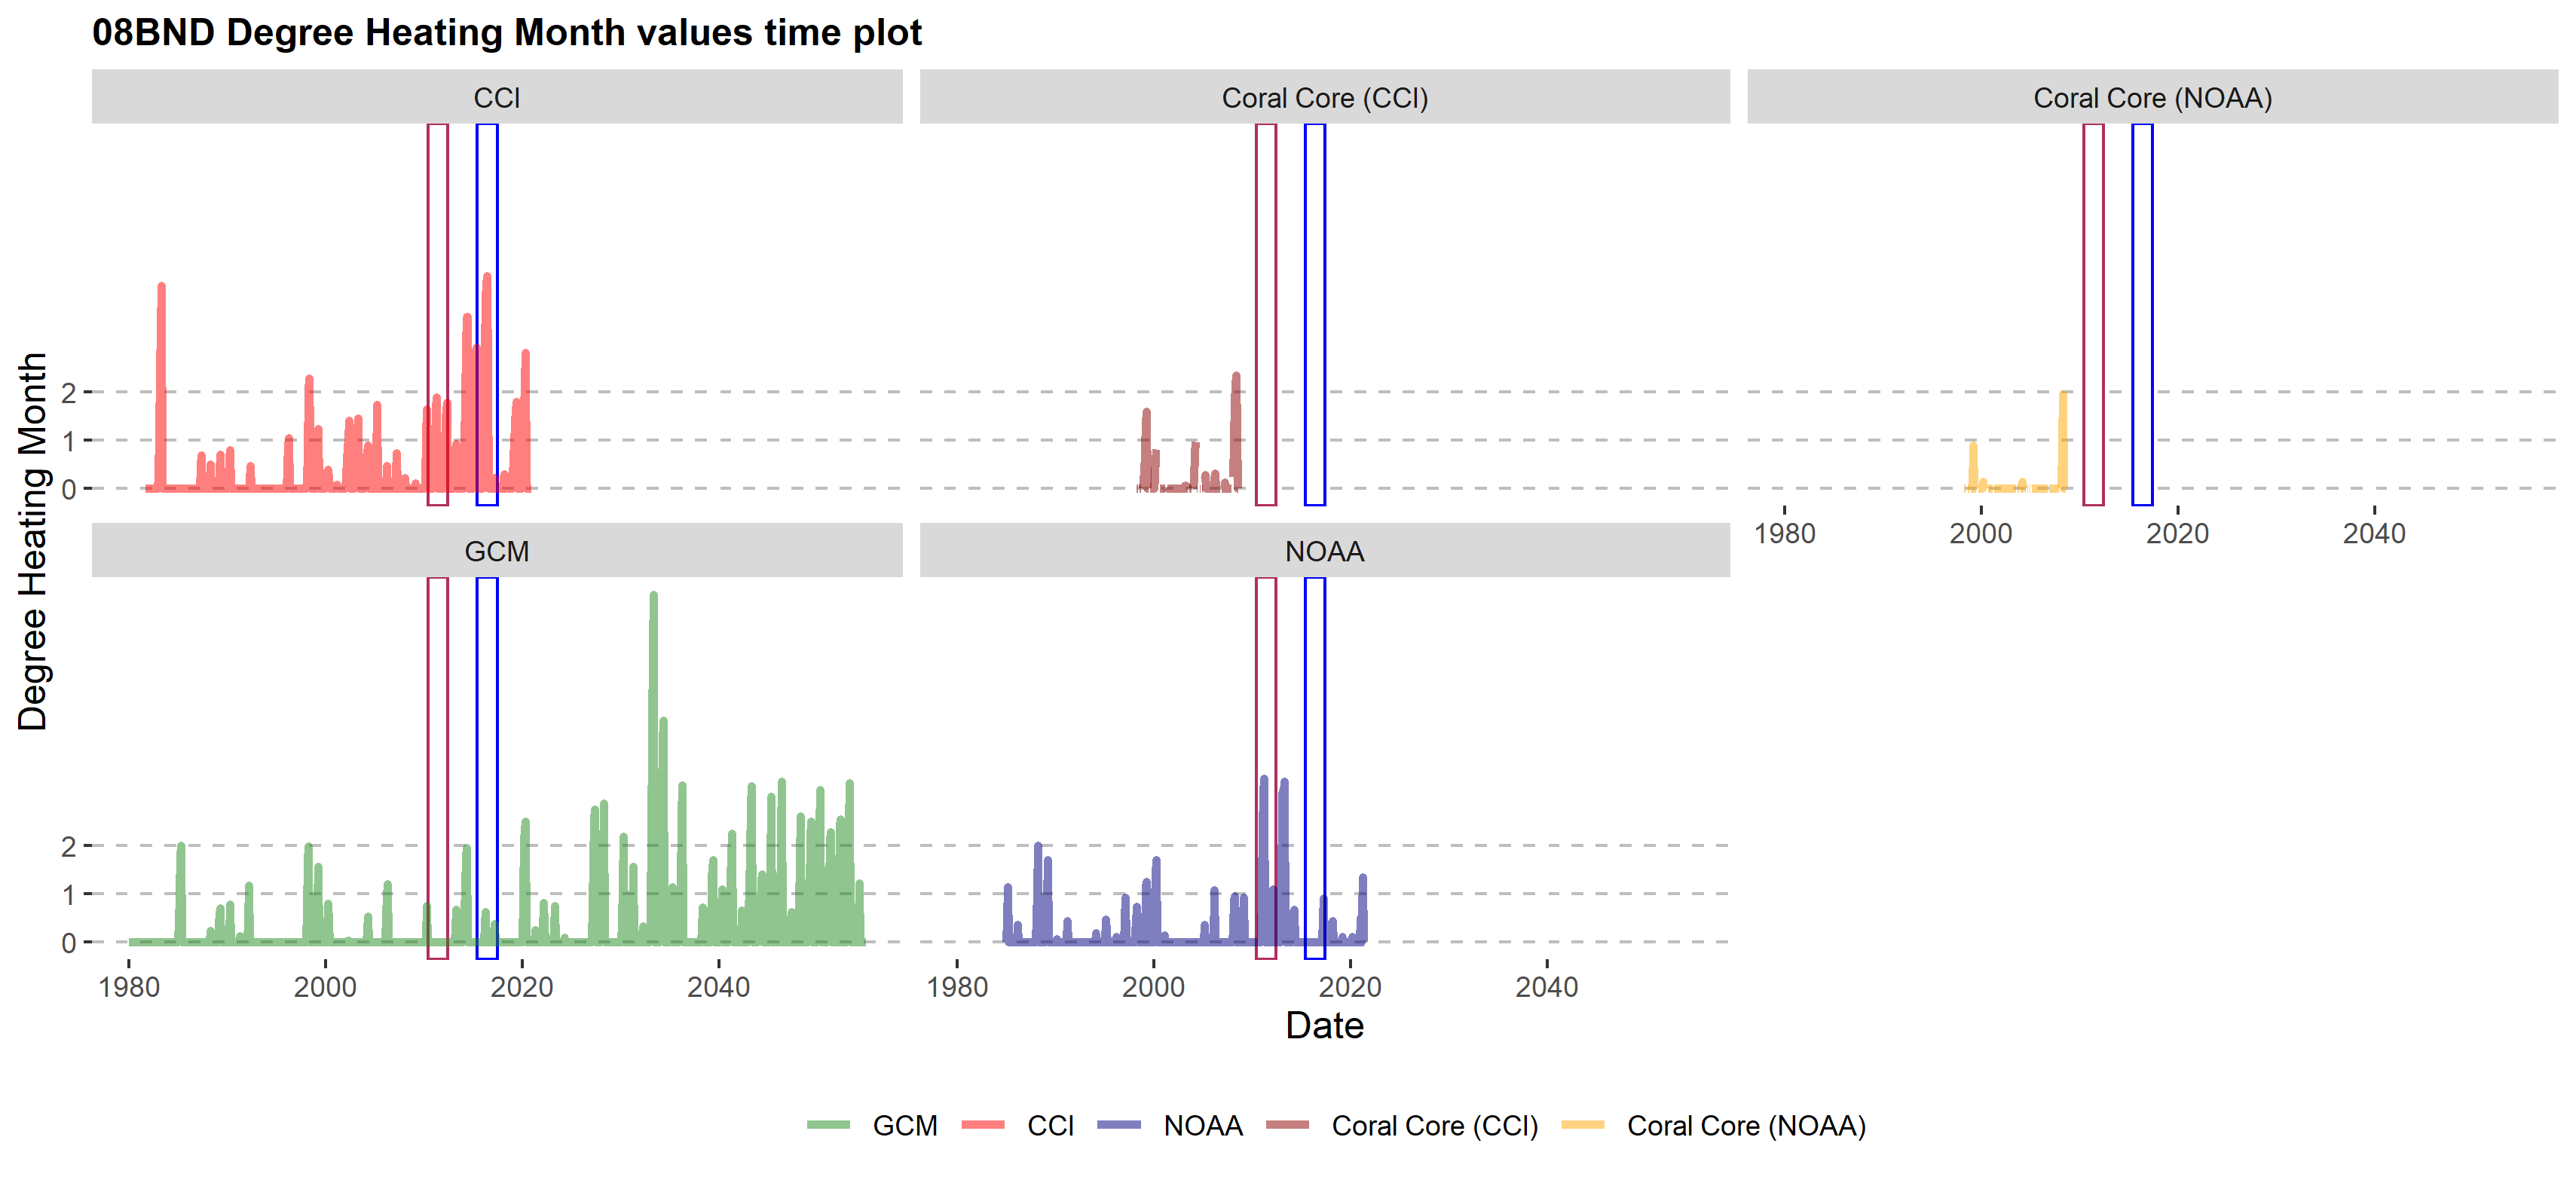 08BND Degree Heating Month values time plot
CCI
Coral Core (CCI)
Coral Core (NOAA)
2
1
0
1980 2000 2020 2040
GCM
NOAA
Degree Heating Month
2
1
0
1980 2000 2020 2040
1980 2000 2020 2040
Date
GCM CCI NOAA Coral Core (CCI) Coral Core (NOAA)